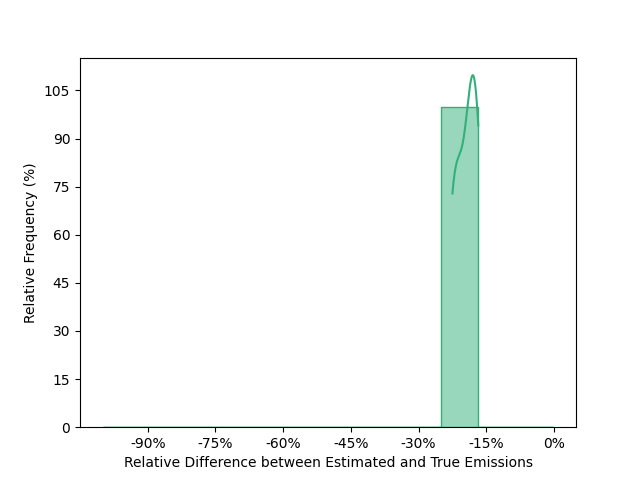 105
90
75
60
45
30
15
0
Relative Frequency (%)
-90% -75% -60% -45% -30% -15% 0%
Relative Difference between Estimated and True Emissions